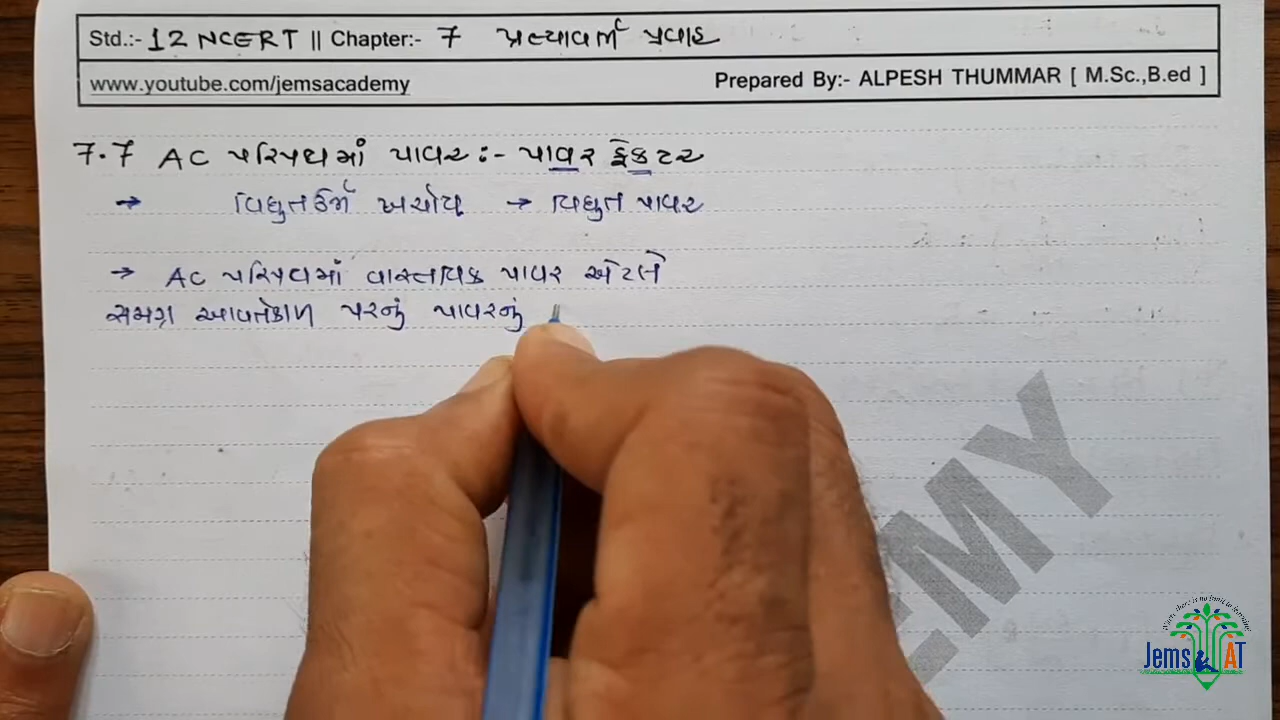 Std.:- 12 NCERT || Chapter:- 7 પ્રત્યાવર્તી પ્રવાહ
www.youtube.com/jemsacademy Prepared By:- ALPESH THUMMAR [ M.Sc.,B.ed ]
7.7 AC પરિપથમાં પાવર :- પાવર ફેક્ટર
→ વિદ્યુતઉર્જા ખર્ચાય → વિદ્યુત પાવર
→ AC પરિપથમાં વાસ્તવિક પાવર એટલે
સમગ્ર આવર્તકાળ પરનું પાવરનું
EMY
Jems AT